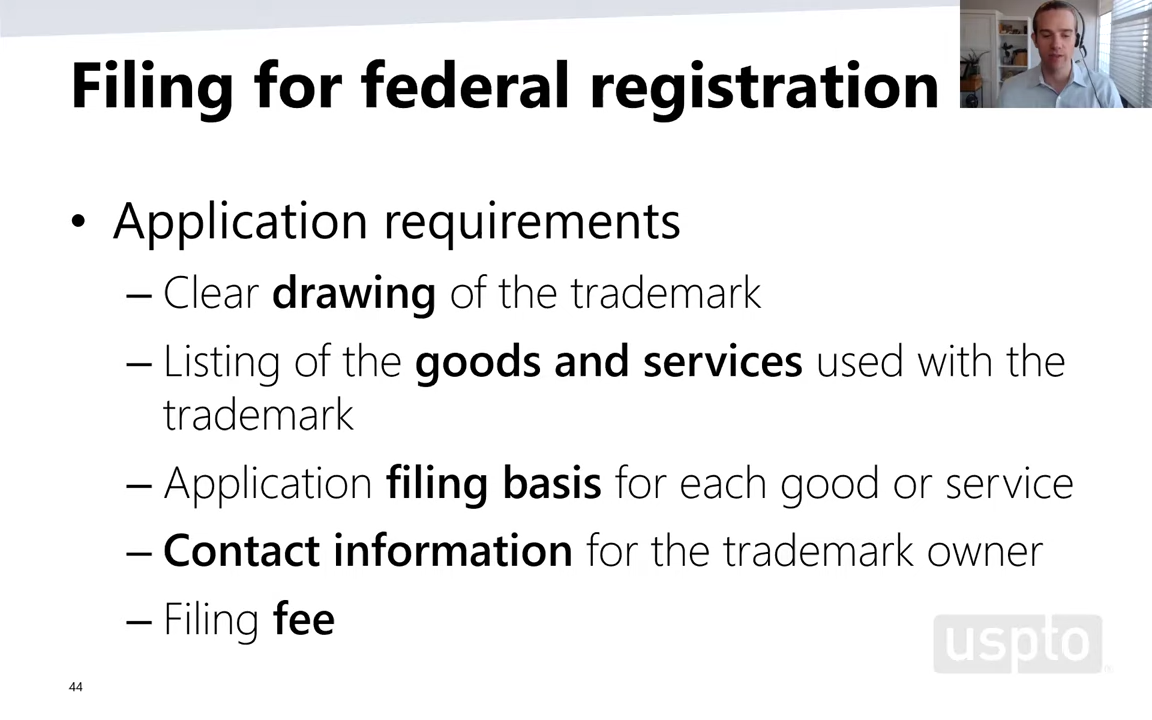 Filing for federal registration
• Application requirements
– Clear drawing of the trademark
– Listing of the goods and services used with the
trademark
– Application filing basis for each good or service
– Contact information for the trademark owner
– Filing fee
uspto
44